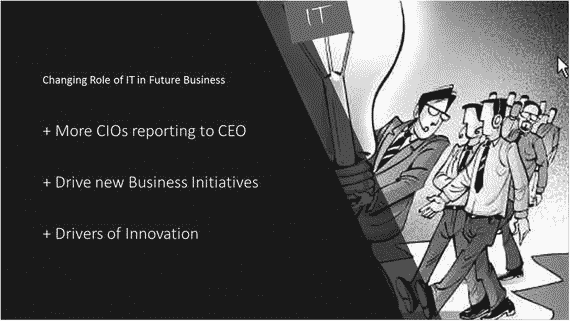 IT
Changing Role of IT in Future Business
+ More CIOs reporting to CEO
+ Drive new Business Initiatives
+ Drivers of Innovation